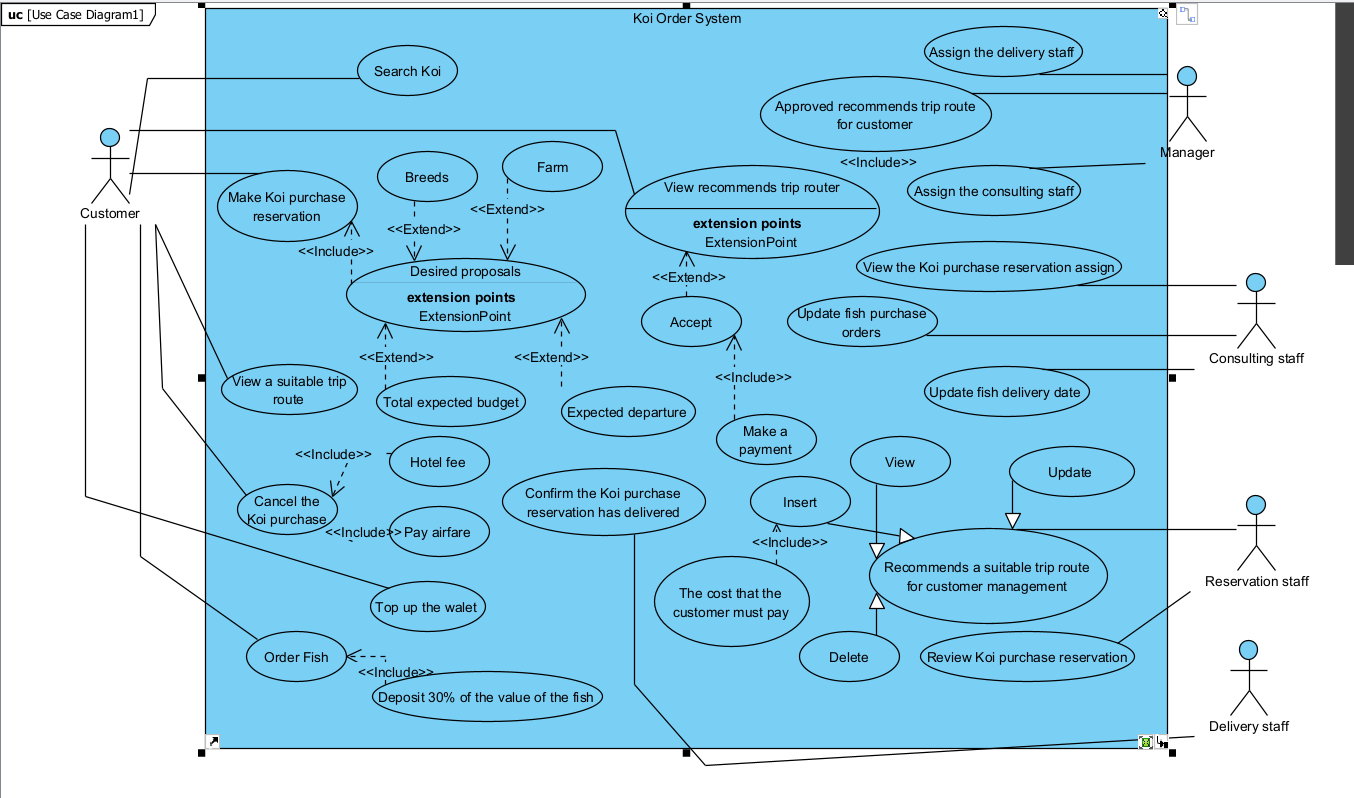 uc [Use Case Diagram1]
Koi Order System
Search Koi
Assign the delivery staff
Approved recommends trip route
for customer
Manager
<<Include>>
Customer
Make Koi purchase
reservation
Breeds
Farm
<<Extend>>
<<Extend>>
<<Include>>
View recommends trip router
extension points
ExtensionPoint
Assign the consulting staff
Desired proposals
extension points
ExtensionPoint
<<Extend>>
View the Koi purchase reservation assign
Accept
Update fish purchase
orders
Consulting staff
<<Extend>>
<<Extend>>
<<Include>>
View a suitable trip
route
Total expected budget
Expected departure
Update fish delivery date
Make a
payment
<<Include>>
Hotel fee
View
Update
Cancel the
Koi purchase
Confirm the Koi purchase
reservation has delivered
Insert
<<Include>>
Pay airfare
<<Include>>
Recommends a suitable trip route
for customer management
Reservation staff
The cost that the
customer must pay
Top up the walet
Order Fish
<<Include>>
Delete
Review Koi purchase reservation
Deposit 30% of the value of the fish
Delivery staff